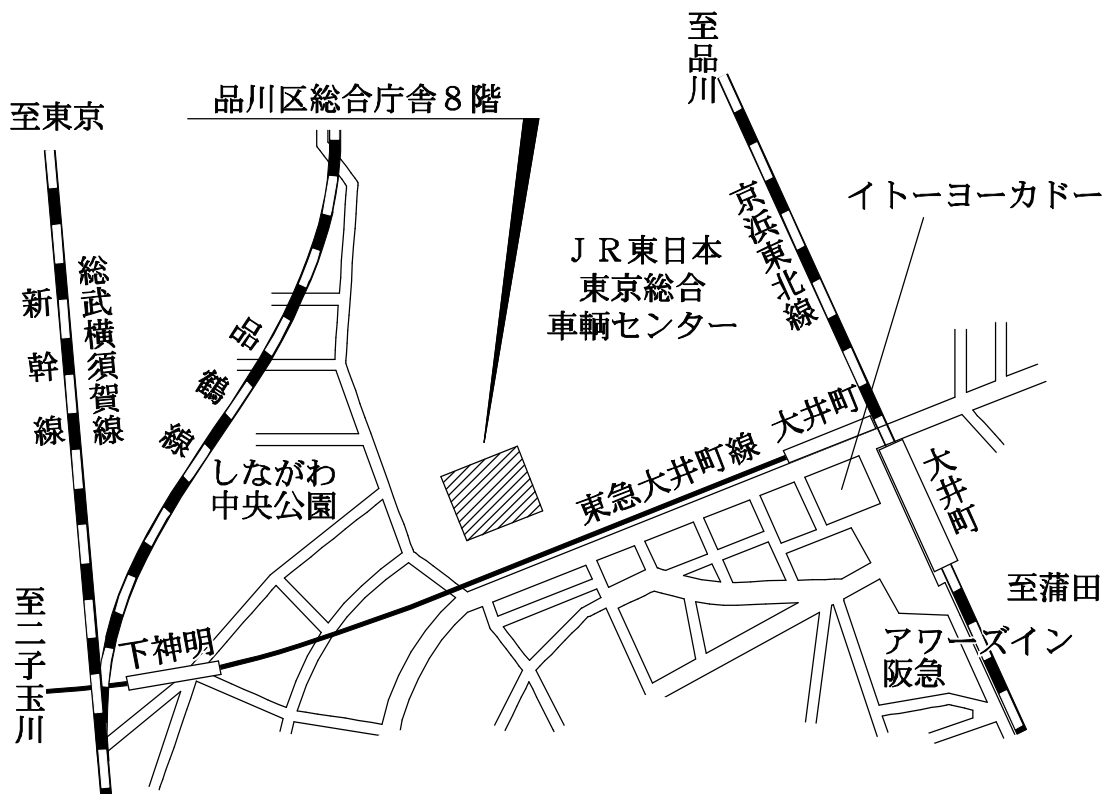 至品川
品川区総合庁舎８階
至東京
イトーヨーカドー
京浜東北線
ＪＲ東日本
東京総合
車輌センター
総武横須賀線
新幹線
品鶴線
大井町
東急大井町線
しながわ
中央公園
大井町
至蒲田
至二子玉川
下神明
アワーズイン
阪急